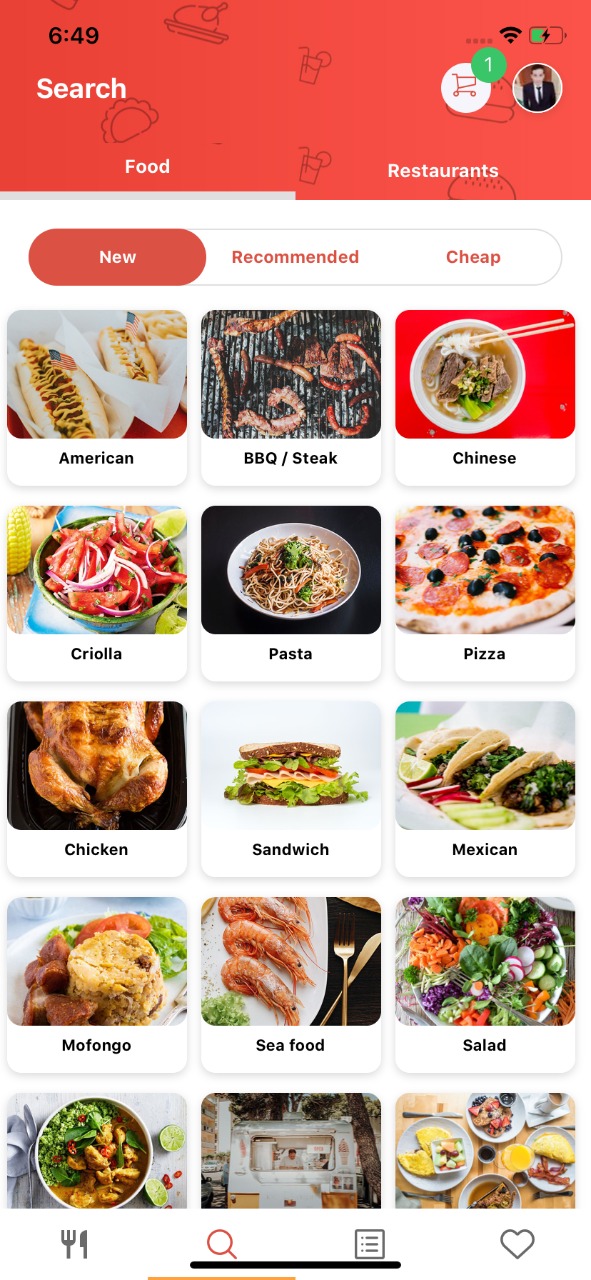 6:49
Search
1
Food
Restaurants
New
Recommended
Cheap
American
BBQ / Steak
Chinese
Criolla
Pasta
Pizza
Chicken
Sandwich
Mexican
Mofongo
Sea food
Salad